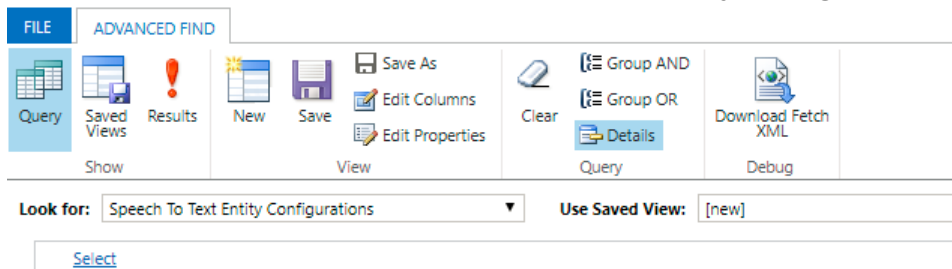 FILE ADVANCED FIND
Save As
Edit Columns
Edit Properties
Group AND
Group OR
Details
Query Saved Views Results New Save Clear Download Fetch XML
Show View Query Debug
Look for: Speech To Text Entity Configurations Use Saved View: [new]
Select